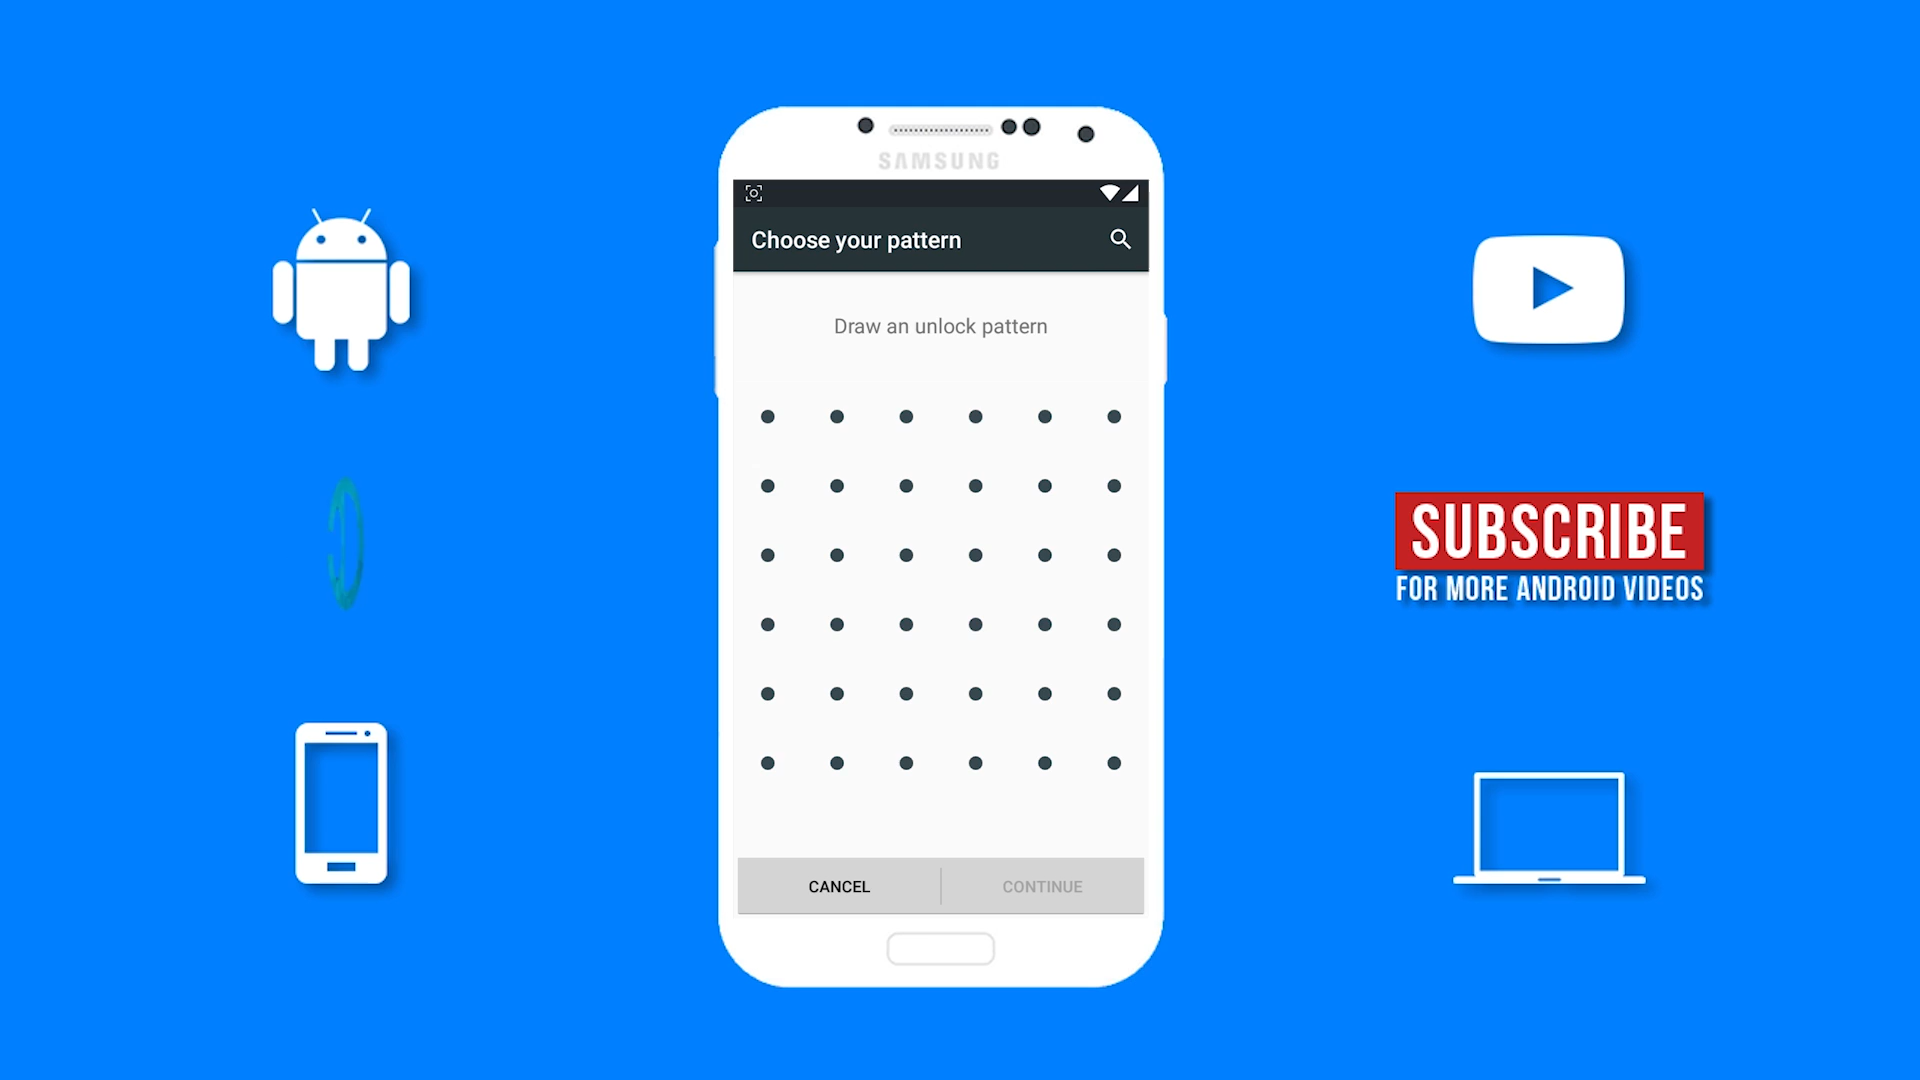 SAMSUNG
Choose your pattern
Draw an unlock pattern
SUBSCRIBE
FOR MORE ANDROID VIDEOS
CANCEL
CONTINUE